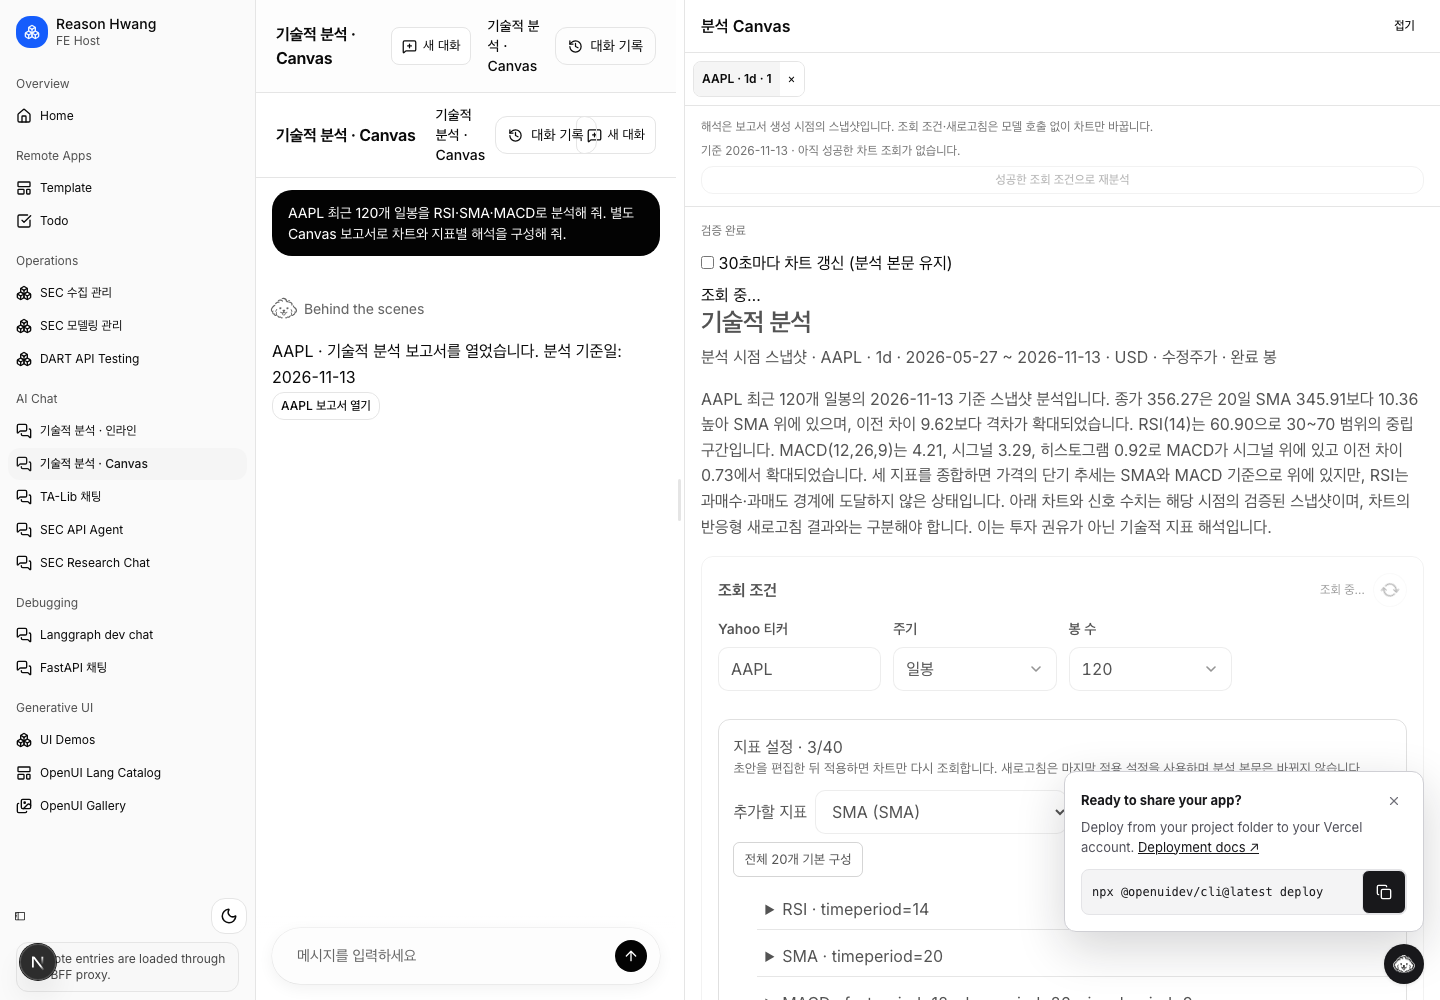 Reason Hwang
FE Host
Overview
Home
Remote Apps
Template
Todo
Operations
SEC 수집 관리
SEC 모델링 관리
DART API Testing
AI Chat
기술적 분석 · 인라인
기술적 분석 · Canvas
TA-Lib 채팅
SEC API Agent
SEC Research Chat
Debugging
Langgraph dev chat
FastAPI 채팅
Generative UI
UI Demos
OpenUI Lang Catalog
OpenUI Gallery
N
entries are loaded through
BFF proxy.
기술적 분석 ·
Canvas
새 대화
기술적 분
석 ·
Canvas
대화 기록
기술적 분석 · Canvas
기술적
분석 ·
Canvas
대화 기록
새 대화
AAPL 최근 120개 일봉을 RSI·SMA·MACD로 분석해 줘. 별도
Canvas 보고서로 차트와 지표별 해석을 구성해 줘.
Behind the scenes
AAPL · 기술적 분석 보고서를 열었습니다. 분석 기준일:
2026-11-13
AAPL 보고서 열기
메시지를 입력하세요
분석 Canvas
접기
AAPL · 1d · 1
×
해석은 보고서 생성 시점의 스냅샷입니다. 조회 조건·새로고침은 모델 호출 없이 차트만 바꿉니다.
기준 2026-11-13 · 아직 성공한 차트 조회가 없습니다.
성공한 조회 조건으로 재분석
검증 완료
30초마다 차트 갱신 (분석 본문 유지)
조회 중...
기술적 분석
분석 시점 스냅샷 · AAPL · 1d · 2026-05-27 ~ 2026-11-13 · USD · 수정주가 · 완료 봉
AAPL 최근 120개 일봉의 2026-11-13 기준 스냅샷 분석입니다. 종가 356.27은 20일 SMA 345.91보다 10.36
높아 SMA 위에 있으며, 이전 차이 9.62보다 격차가 확대되었습니다. RSI(14)는 60.90으로 30~70 범위의 중립
구간입니다. MACD(12,26,9)는 4.21, 시그널 3.29, 히스토그램 0.92로 MACD가 시그널 위에 있고 이전 차이
0.73에서 확대되었습니다. 세 지표를 종합하면 가격의 단기 추세는 SMA와 MACD 기준으로 위에 있지만, RSI는
과매수·과매도 경계에 도달하지 않은 상태입니다. 아래 차트와 신호 수치는 해당 시점의 검증된 스냅샷이며, 차트의
반응형 새로고침 결과와는 구분해야 합니다. 이는 투자 권유가 아닌 기술적 지표 해석입니다.
조회 조건
조회 중...
Yahoo 티커
주기
봉 수
AAPL
일봉
120
지표 설정 · 3/40
초안을 편집한 뒤 적용하면 차트만 다시 조회합니다. 새로고침은 마지막 적용 설정을 사용하며 분석 본문은 바뀌지 않습니다
추가할 지표
SMA (SMA)
전체 20개 기본 구성
RSI · timeperiod=14
SMA · timeperiod=20
Ready to share your app?
Deploy from your project folder to your Vercel
account. Deployment docs ↗
npx @openuidev/cli@latest deploy